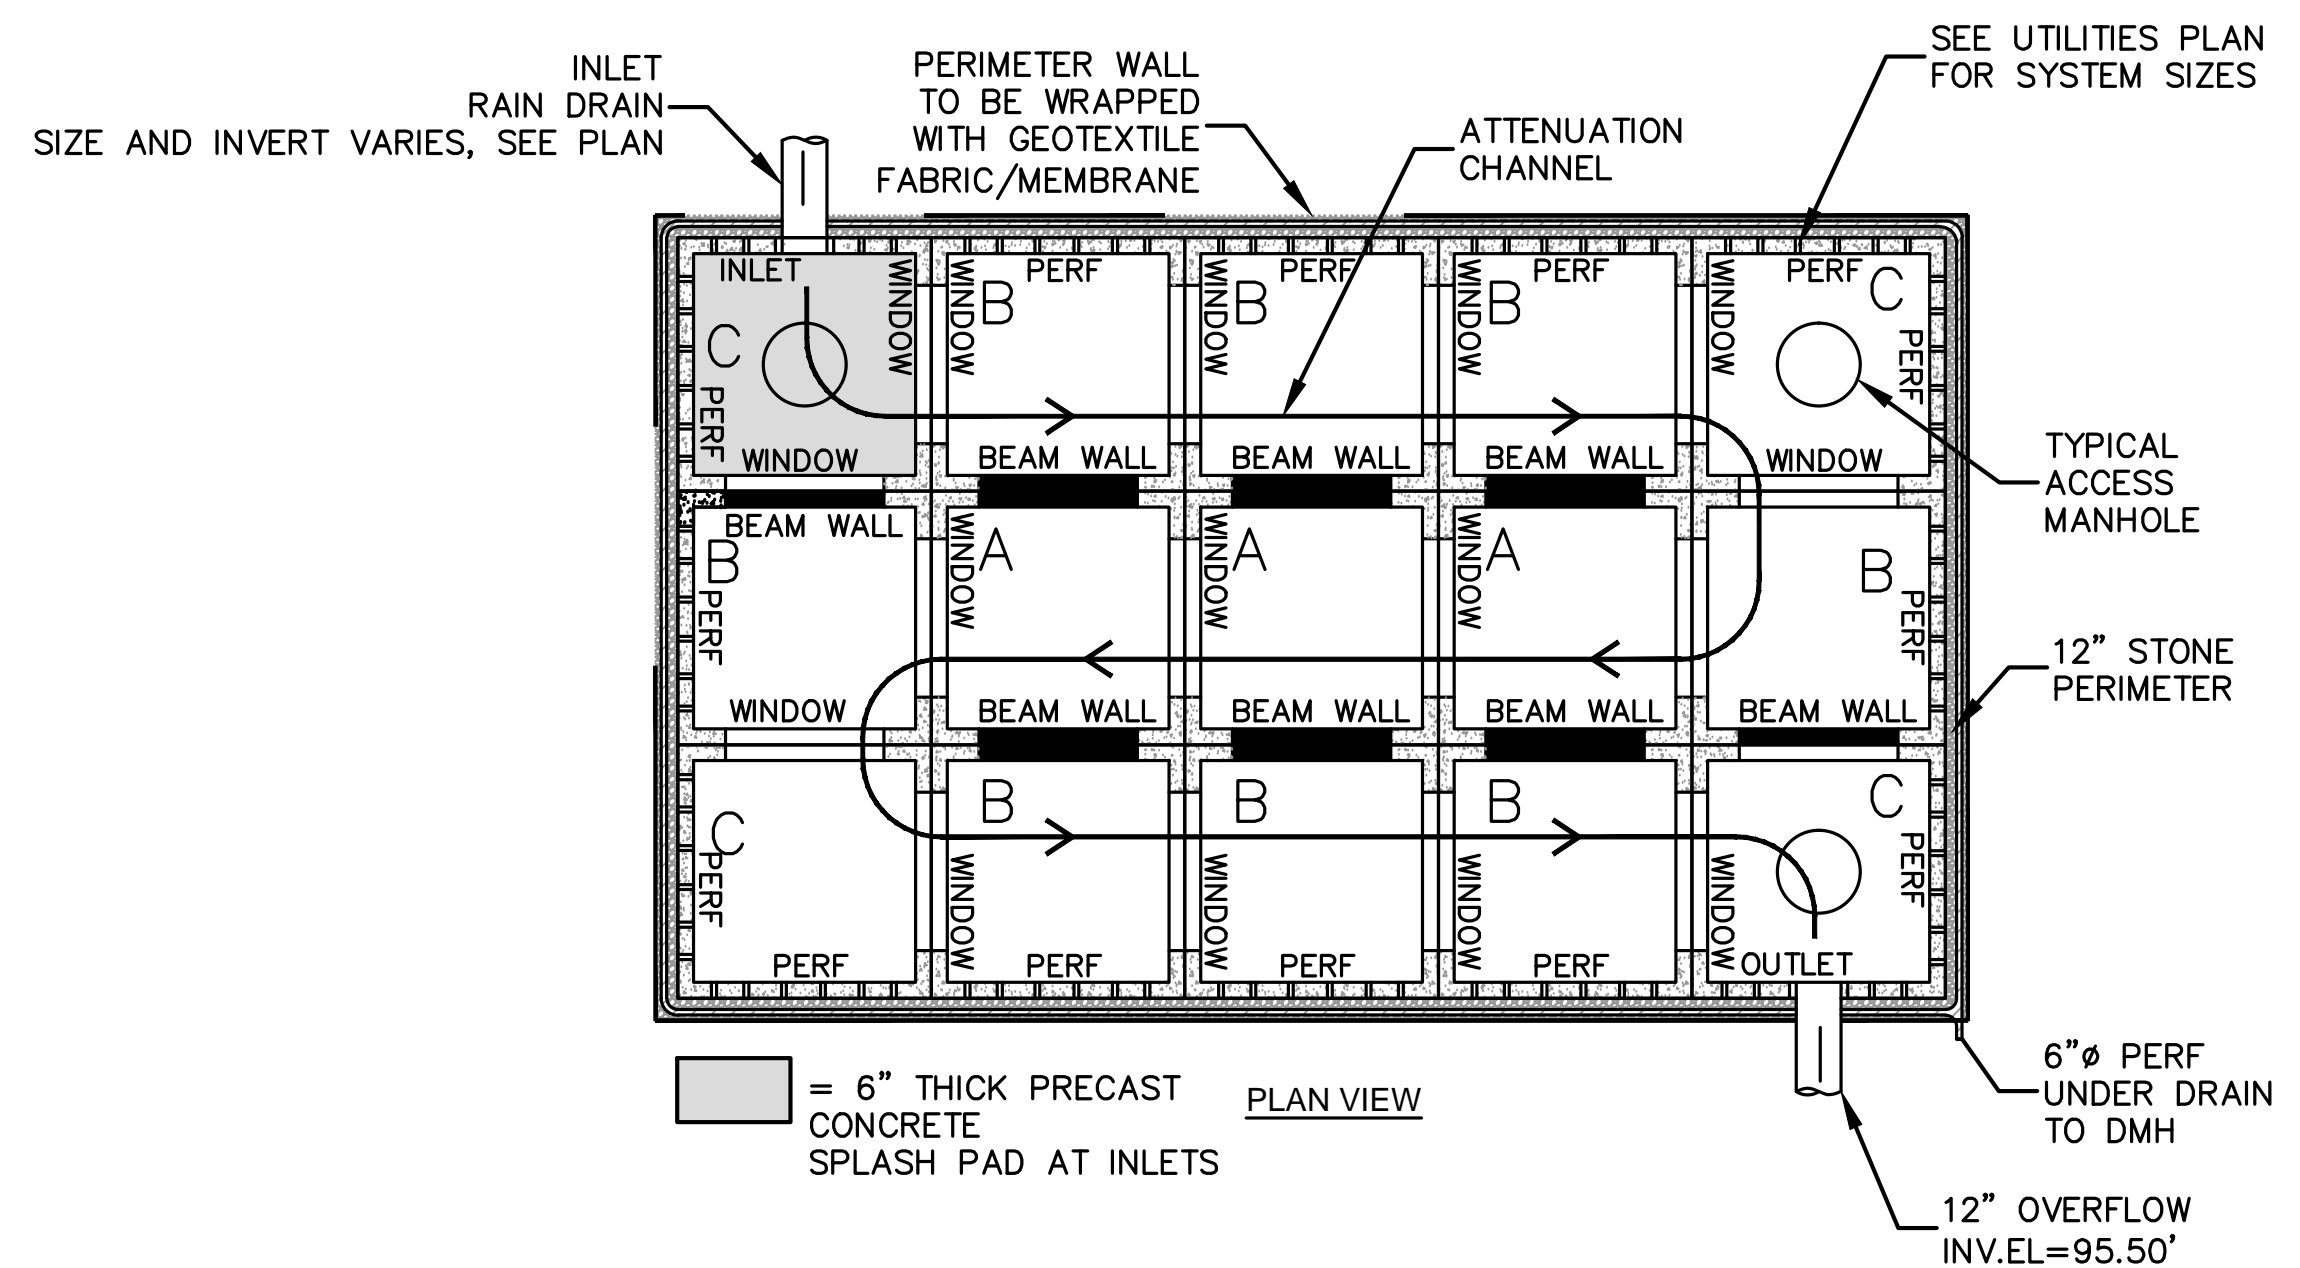 SEE UTILITIES PLAN
FOR SYSTEM SIZES
INLET
RAIN DRAIN
SIZE AND INVERT VARIES, SEE PLAN
PERIMETER WALL
TO BE WRAPPED
WITH GEOTEXTILE
FABRIC/MEMBRANE
ATTENUATION
CHANNEL
INLET
WINDOW
C
PERF
WINDOW
WINDOW
PERF
B
BEAM WALL
WINDOW
PERF
B
BEAM WALL
WINDOW
PERF
B
BEAM WALL
WINDOW
PERF
C
PERF
WINDOW
TYPICAL
ACCESS
MANHOLE
BEAM WALL
B
PERF
WINDOW
WINDOW
A
BEAM WALL
WINDOW
A
BEAM WALL
WINDOW
A
BEAM WALL
B
PERF
BEAM WALL
12" STONE
PERIMETER
C
PERF
PERF
B
WINDOW
PERF
B
WINDOW
PERF
B
WINDOW
PERF
C
WINDOW
PERF
OUTLET
6"ø PERF
UNDER DRAIN
TO DMH
= 6" THICK PRECAST
CONCRETE
SPLASH PAD AT INLETS
PLAN VIEW
12" OVERFLOW
INV.EL=95.50'